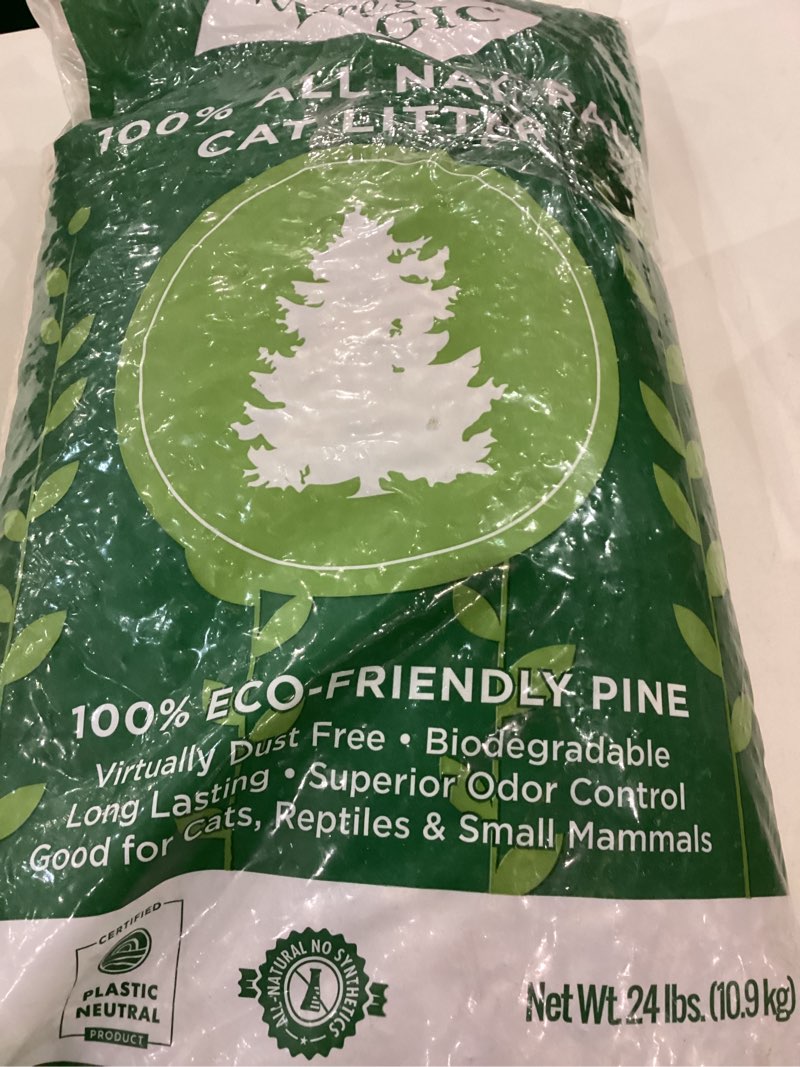 100% ALL NATURAL
CAT LITTER
100% ECO-FRIENDLY PINE
Virtually Dust Free • Biodegradable
Long Lasting • Superior Odor Control
Good for Cats, Reptiles & Small Mammals
CERTIFIED
PLASTIC
NEUTRAL
PRODUCT
ALL-NATURAL NO SYNTHETICS
Net Wt. 24 lbs. (10.9 kg)